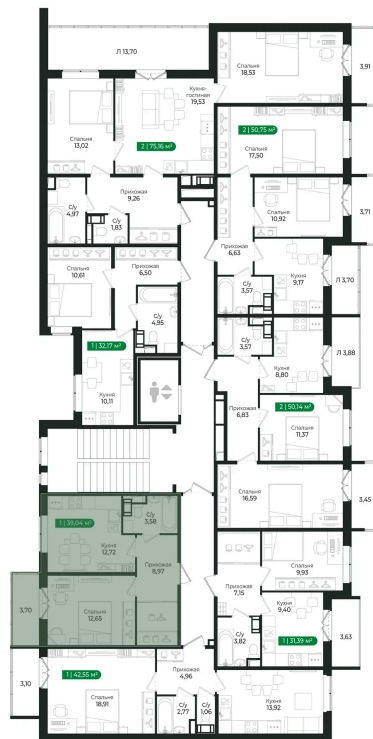 Л 13,70
Спальня
18,53
3,91
Кухня-
гостиная
19,53
Спальня
13,02
2 | 75,16 м²
2 | 50,75 м²
Спальня
17,50
Прихожая
9,26
С/у
4,97
С/у
1,83
Спальня
10,92
3,71
Прихожая
6,63
Спальня
10,61
Прихожая
6,50
С/у
3,57
Кухня
9,17
Л 3,70
С/у
4,95
1 | 32,17 м²
С/у
3,57
Л 3,88
Кухня
8,80
Кухня
10,11
Прихожая
6,83
2 | 50,14 м²
Спальня
11,37
Спальня
16,59
3,45
1 | 39,04 м²
С/у
3,58
Кухня
12,72
Прихожая
8,97
Спальня
9,93
Прихожая
7,15
Кухня
9,40
3,70
Спальня
12,65
С/у
3,82
1 | 31,39 м²
3,63
3,10
1 | 42,55 м²
Спальня
18,91
Прихожая
4,96
С/у
2,77
С/у
1,06
Кухня
13,92